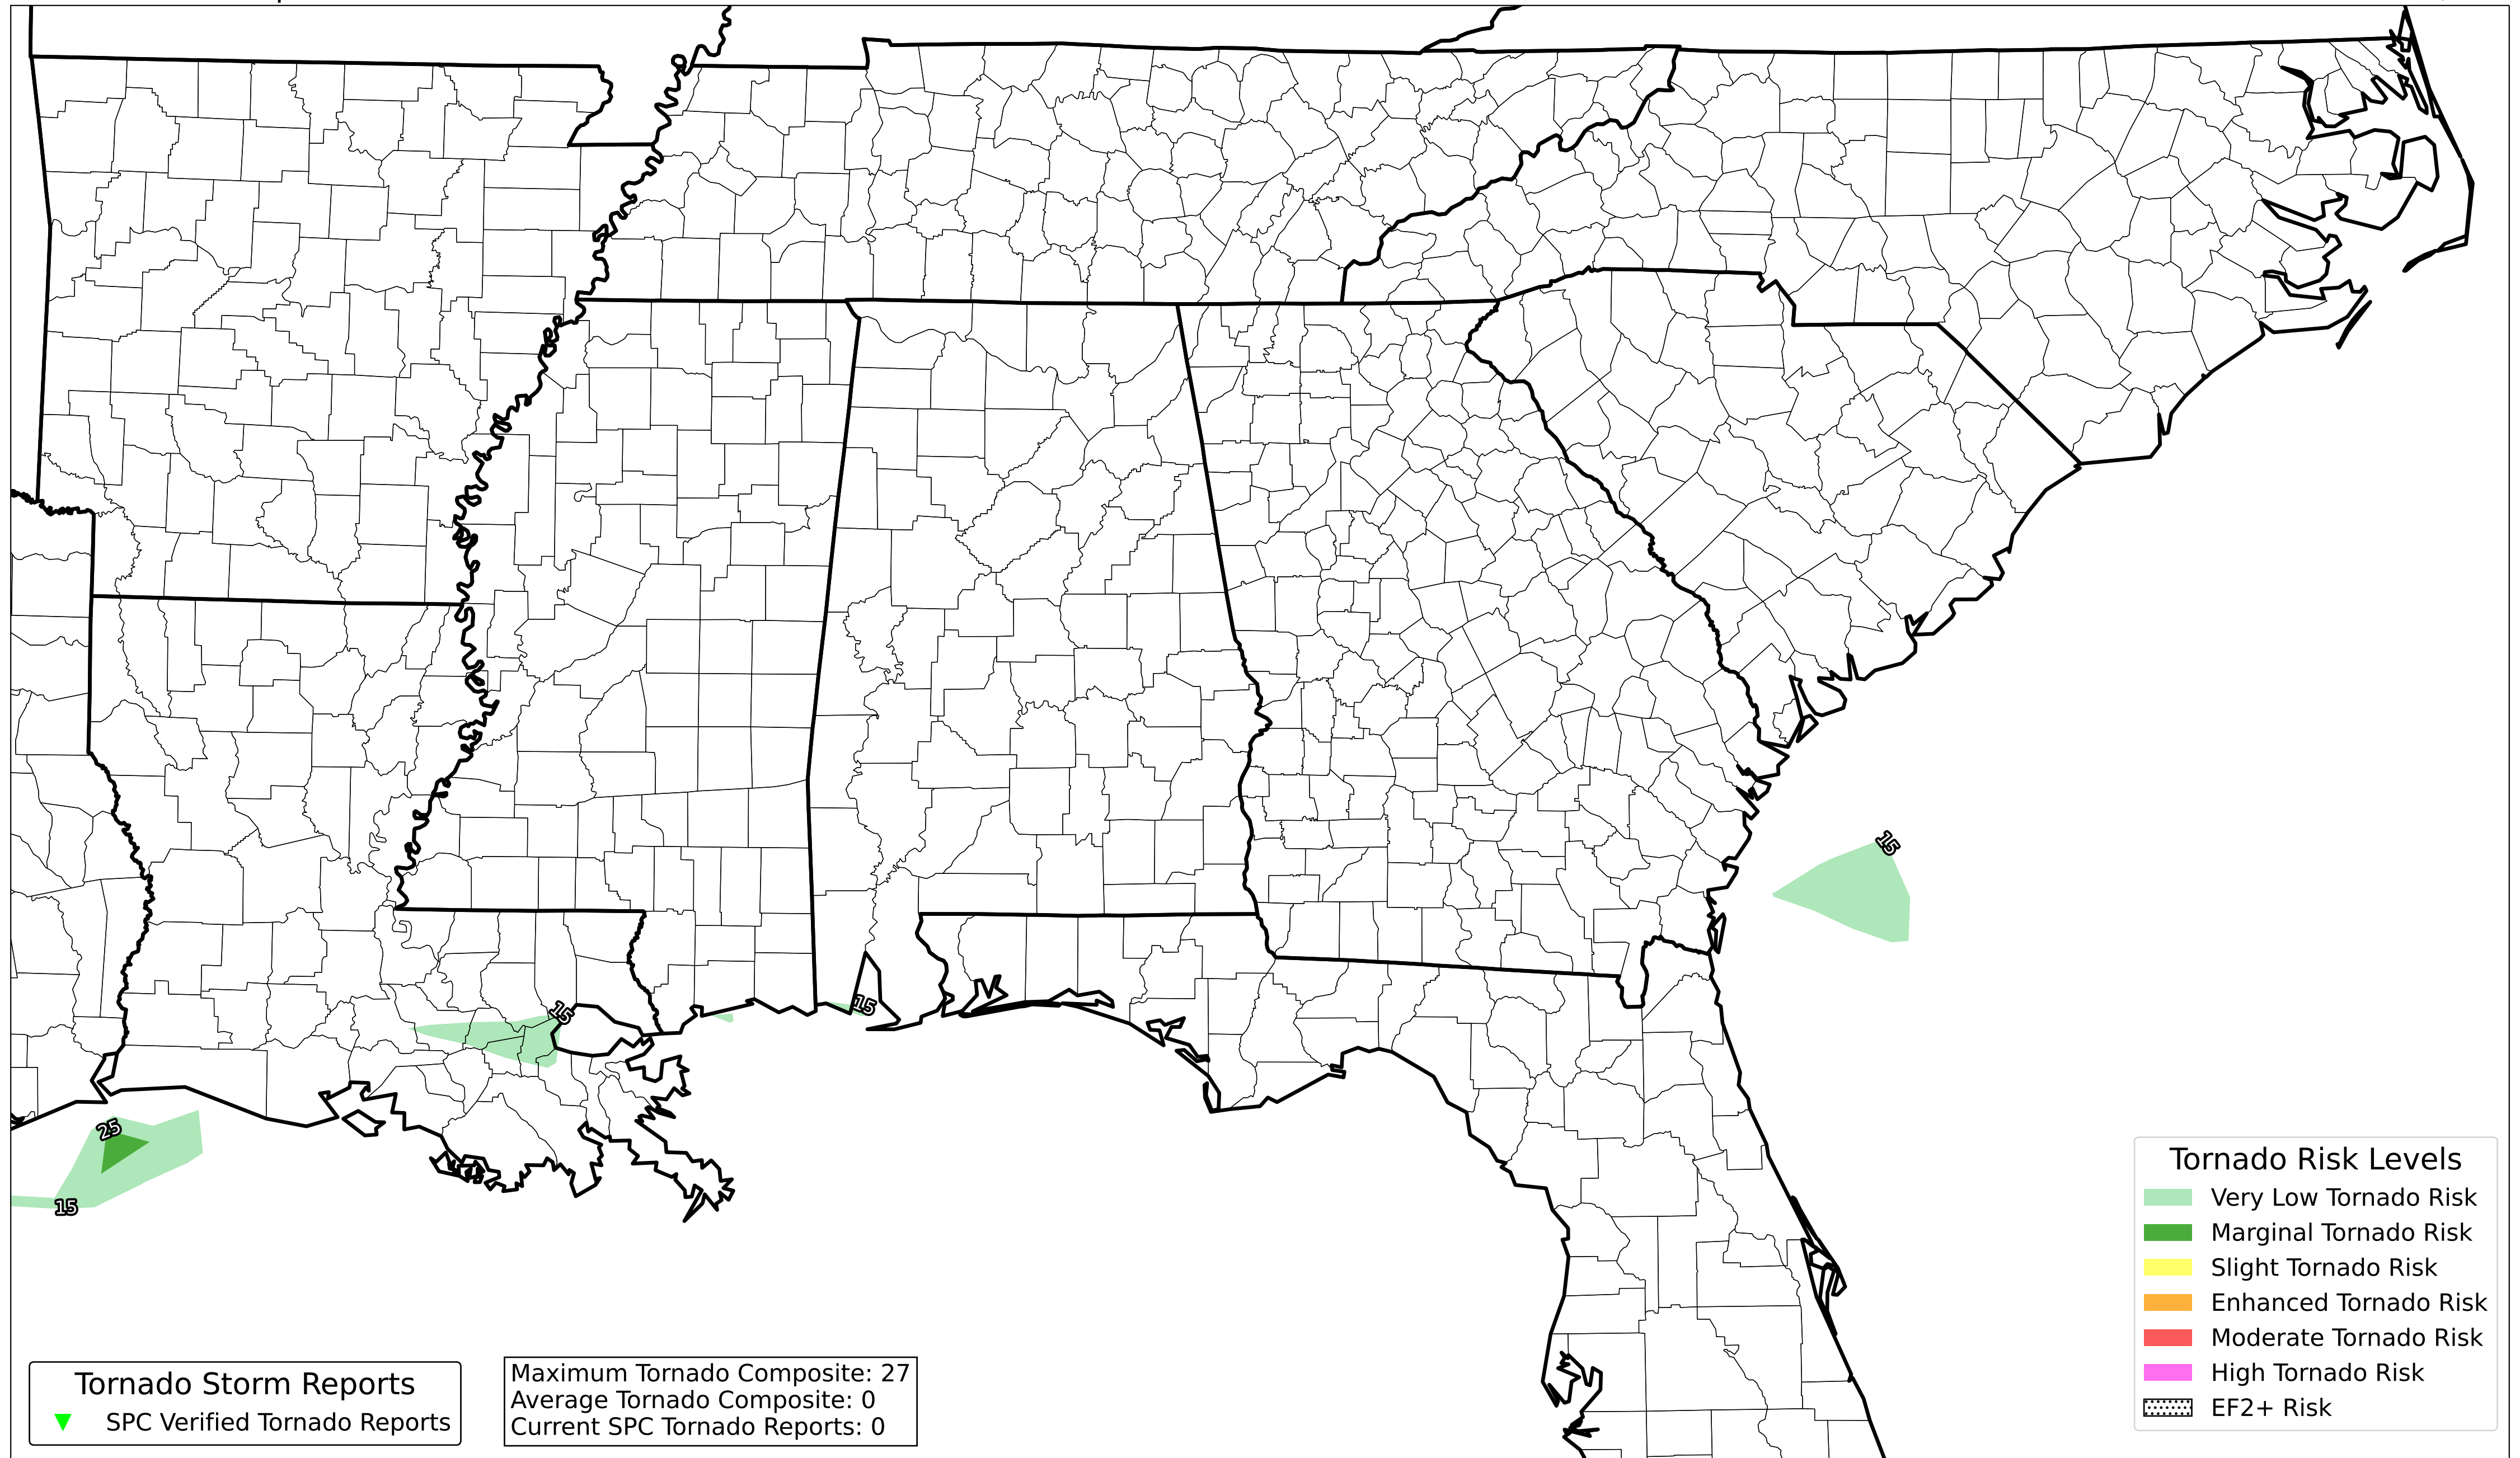 15
15
15
25
15
Tornado Risk Levels
Very Low Tornado Risk
Marginal Tornado Risk
Slight Tornado Risk
Enhanced Tornado Risk
Moderate Tornado Risk
High Tornado Risk
EF2+ Risk
Tornado Storm Reports
SPC Verified Tornado Reports
Maximum Tornado Composite: 27
Average Tornado Composite: 0
Current SPC Tornado Reports: 0